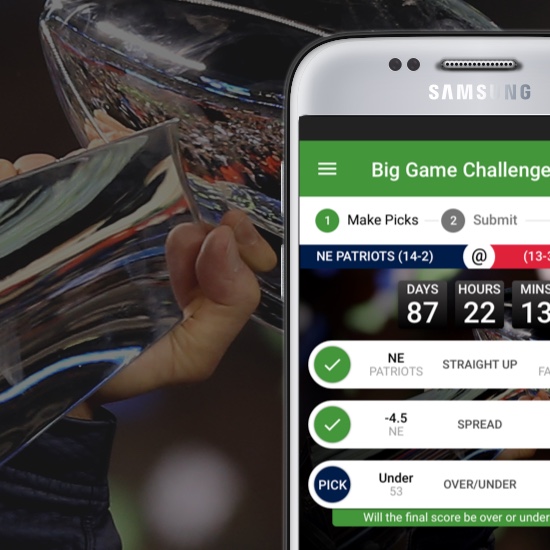 SAMSUNG
Big Game Challenge
1 Make Picks 2 Submit
NE PATRIOTS (14-2) @ (13-3
DAYS HOURS MINS
87 22 13
NE
PATRIOTS STRAIGHT UP FA
-4.5
NE SPREAD
PICK Under
53 OVER/UNDER
Will the final score be over or under